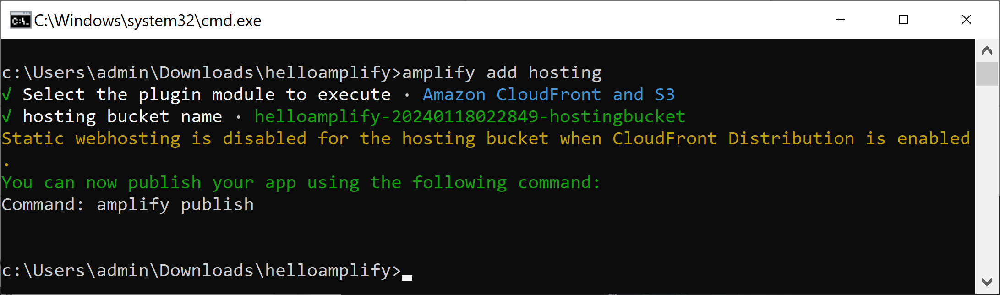 C:\Windows\system32\cmd.exe
c:\Users\admin\Downloads\helloamplify>amplify add hosting
√ Select the plugin module to execute · Amazon CloudFront and S3
√ hosting bucket name · helloamplify-20240118022849-hostingbucket
Static webhosting is disabled for the hosting bucket when CloudFront Distribution is enabled
.
You can now publish your app using the following command:
Command: amplify publish
c:\Users\admin\Downloads\helloamplify>